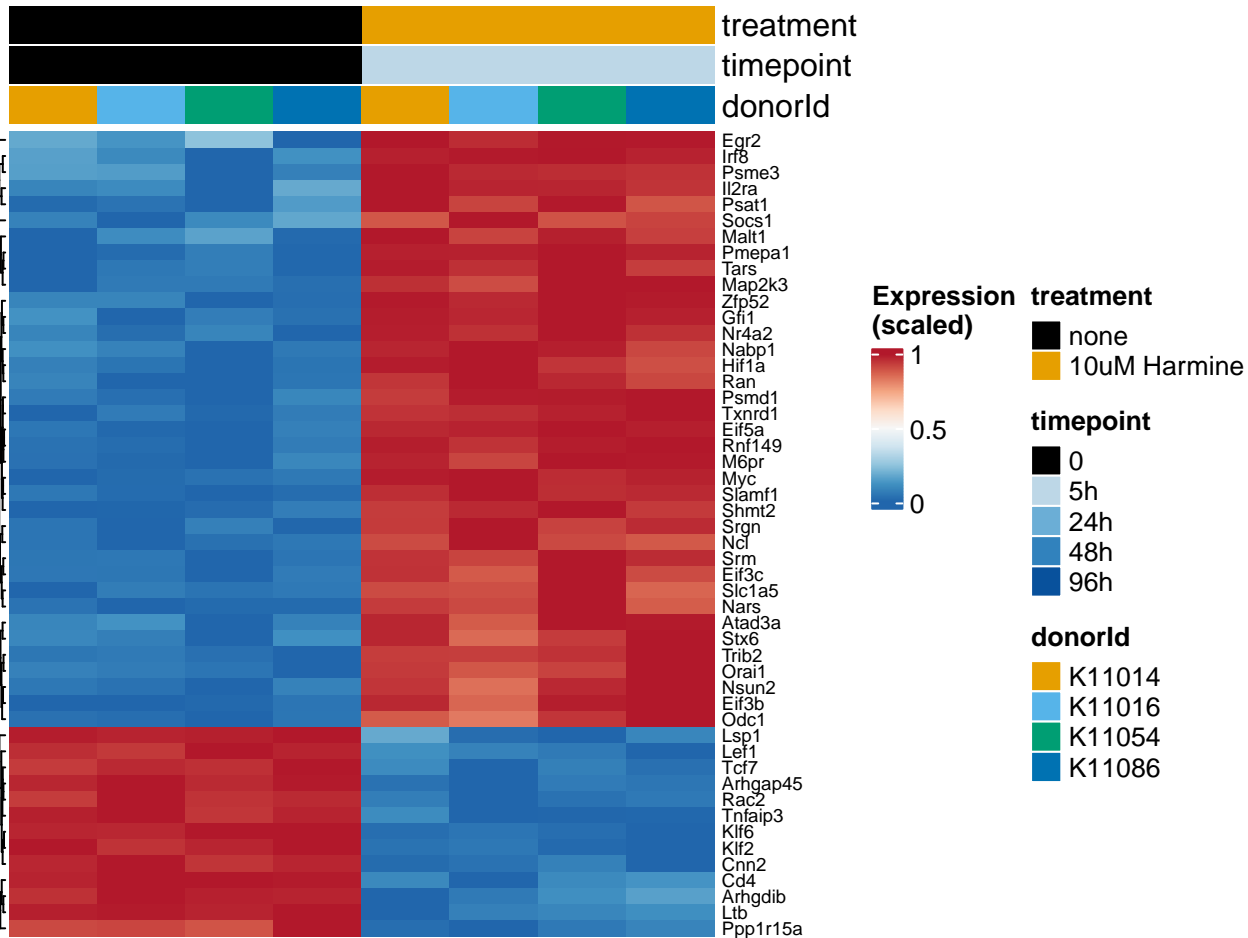 treatment
timepoint
donorId
Egr2
Irf8
Psme3
Il2ra
Psat1
Socs1
Malt1
Pmepa1
Tars
Map2k3
Zfp52
Gfi1
Nr4a2
Nabp1
Hif1a
Ran
Psmd1
Txnrd1
Eif5a
Rnf149
M6pr
Myc
Slamf1
Shmt2
Srgn
Ncl
Srm
Eif3c
Slc1a5
Nars
Atad3a
Stx6
Trib2
Orai1
Nsun2
Eif3b
Odc1
Lsp1
Lef1
Tcf7
Arhgap45
Rac2
Tnfaip3
Klf6
Klf2
Cnn2
Cd4
Arhgdib
Ltb
Ppp1r15a
Expression
(scaled)
1
0.5
0
treatment
none
10uM Harmine
timepoint
0
5h
24h
48h
96h
donorId
K11014
K11016
K11054
K11086